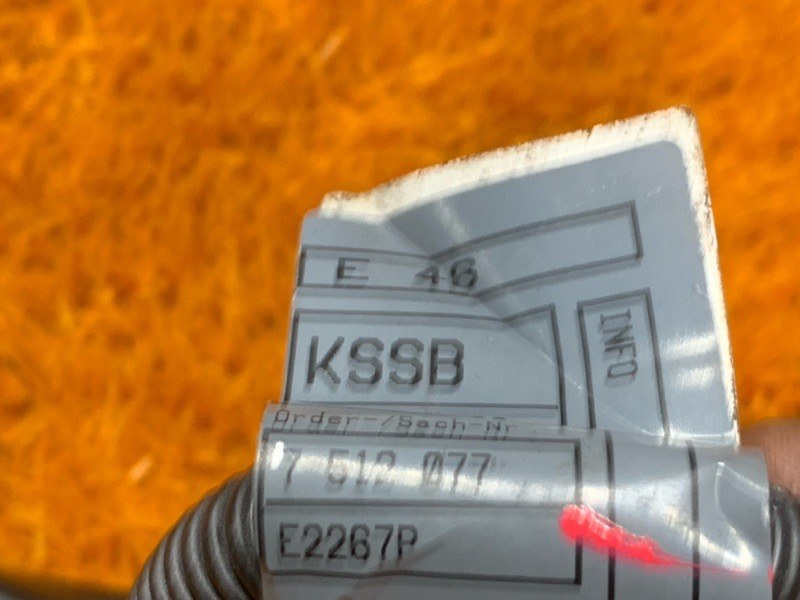 E 46
KSSB
INFO
Order-/Sach-Nr
7 512 077
E2267P